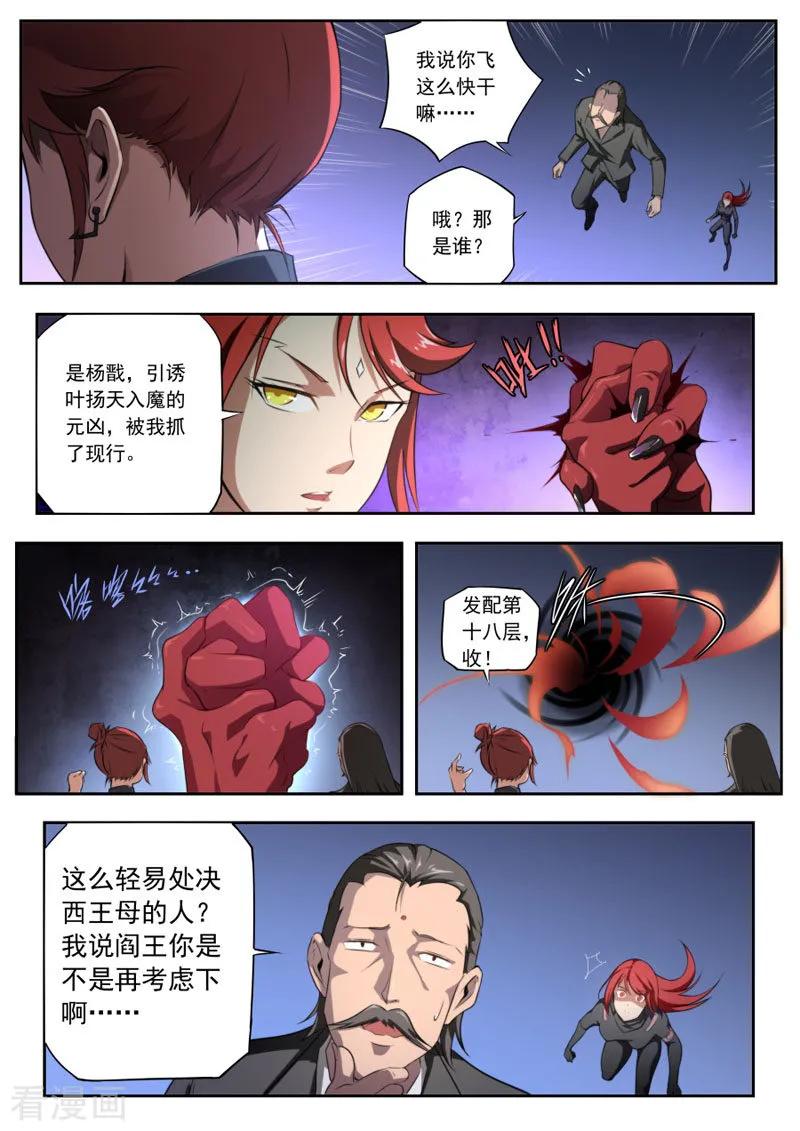 我说你飞
这么快干
嘛……
哦？那
是谁？
是杨戬，引诱
叶扬天入魔的
元凶，被我抓
了现行。
发配第
十八层，
收！
这么轻易处决
西王母的人？
我说阎王你是
不是再考虑下
啊……
看漫画